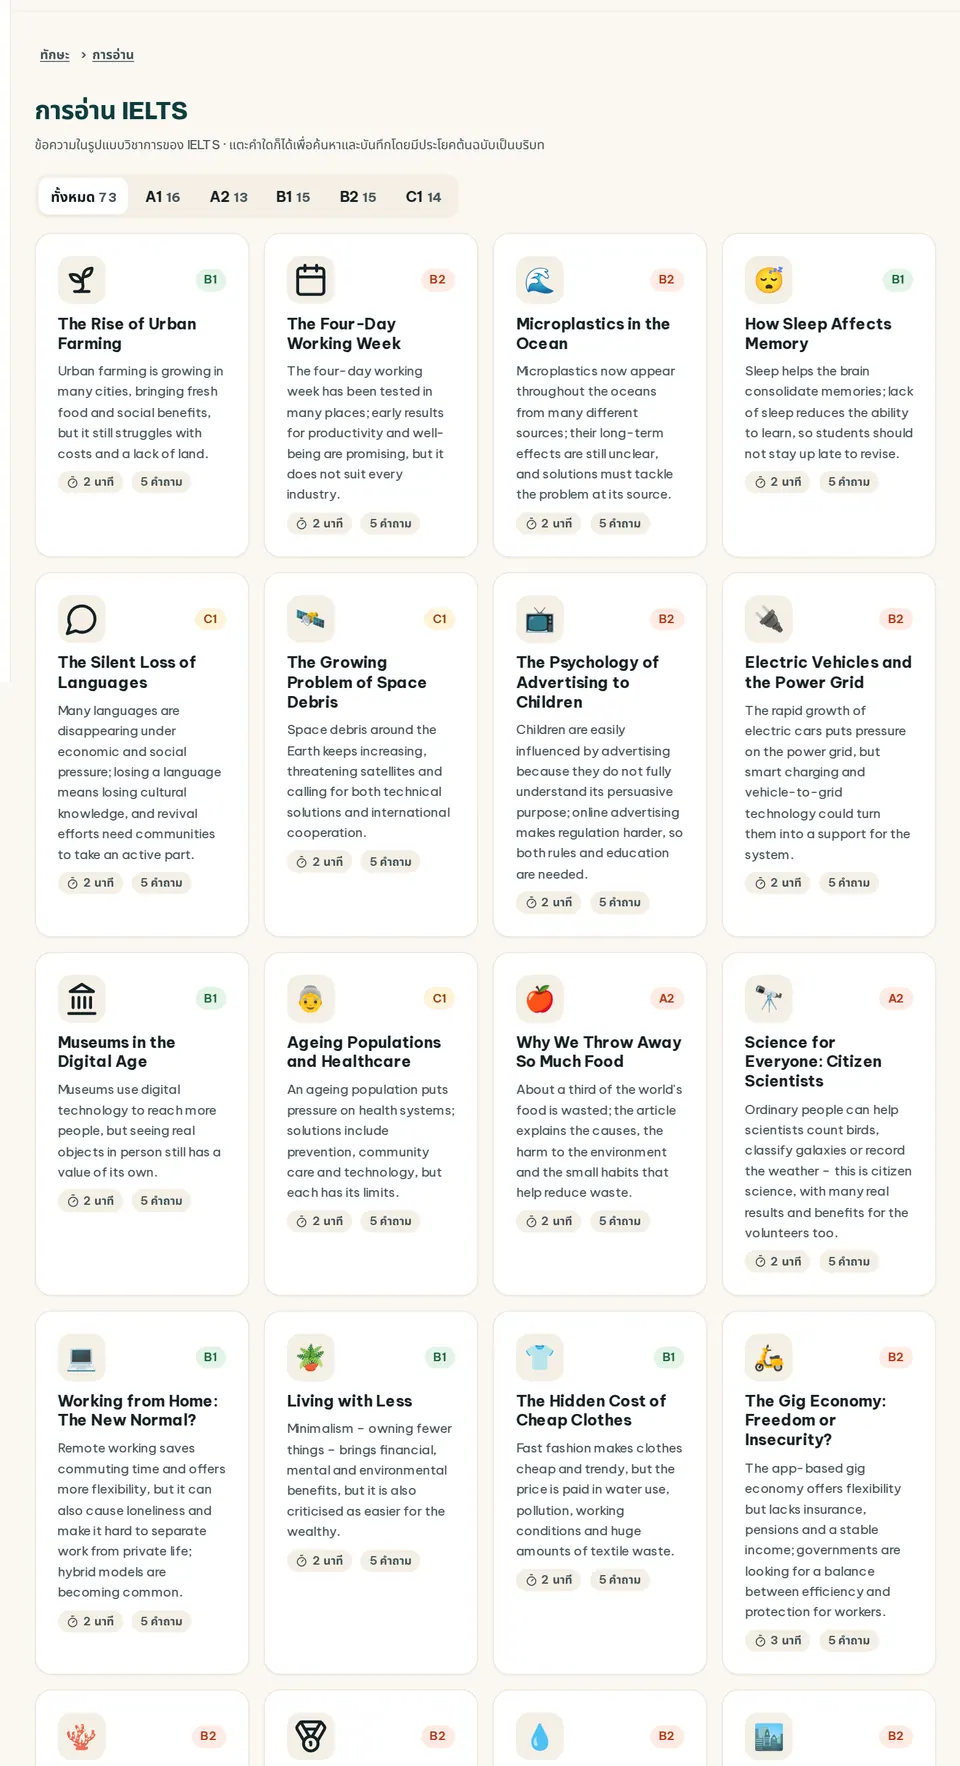 ทักษะ › การอ่าน
การอ่าน IELTS
ข้อความในรูปแบบวิชาการของ IELTS · แตะคำใดก็ได้เพื่อค้นหาและบันทึกโดยมีประโยคต้นฉบับเป็นบริบท
ทั้งหมด 73 A1 16 A2 13 B1 15 B2 15 C1 14
B1
The Rise of Urban
Farming
Urban farming is growing in
many cities, bringing fresh
food and social benefits,
but it still struggles with
costs and a lack of land.
2 นาที 5 คำถาม
B2
The Four-Day
Working Week
The four-day working
week has been tested in
many places; early results
for productivity and well-
being are promising, but it
does not suit every
industry.
2 นาที 5 คำถาม
B2
Microplastics in the
Ocean
Microplastics now appear
throughout the oceans
from many different
sources; their long-term
effects are still unclear,
and solutions must tackle
the problem at its source.
2 นาที 5 คำถาม
B1
How Sleep Affects
Memory
Sleep helps the brain
consolidate memories; lack
of sleep reduces the ability
to learn, so students should
not stay up late to revise.
2 นาที 5 คำถาม
C1
The Silent Loss of
Languages
Many languages are
disappearing under
economic and social
pressure; losing a language
means losing cultural
knowledge, and revival
efforts need communities
to take an active part.
2 นาที 5 คำถาม
C1
The Growing
Problem of Space
Debris
Space debris around the
Earth keeps increasing,
threatening satellites and
calling for both technical
solutions and international
cooperation.
2 นาที 5 คำถาม
B2
The Psychology of
Advertising to
Children
Children are easily
influenced by advertising
because they do not fully
understand its persuasive
purpose; online advertising
makes regulation harder, so
both rules and education
are needed.
2 นาที 5 คำถาม
B2
Electric Vehicles and
the Power Grid
The rapid growth of
electric cars puts pressure
on the power grid, but
smart charging and
vehicle-to-grid
technology could turn
them into a support for the
system.
2 นาที 5 คำถาม
B1
Museums in the
Digital Age
Museums use digital
technology to reach more
people, but seeing real
objects in person still has a
value of its own.
2 นาที 5 คำถาม
C1
Ageing Populations
and Healthcare
An ageing population puts
pressure on health systems;
solutions include
prevention, community
care and technology, but
each has its limits.
2 นาที 5 คำถาม
A2
Why We Throw Away
So Much Food
About a third of the world's
food is wasted; the article
explains the causes, the
harm to the environment
and the small habits that
help reduce waste.
2 นาที 5 คำถาม
A2
Science for
Everyone: Citizen
Scientists
Ordinary people can help
scientists count birds,
classify galaxies or record
the weather – this is citizen
science, with many real
results and benefits for the
volunteers too.
2 นาที 5 คำถาม
B1
Working from Home:
The New Normal?
Remote working saves
commuting time and offers
more flexibility, but it can
also cause loneliness and
make it hard to separate
work from private life;
hybrid models are
becoming common.
2 นาที 5 คำถาม
B1
Living with Less
Minimalism – owning fewer
things – brings financial,
mental and environmental
benefits, but it is also
criticised as easier for the
wealthy.
2 นาที 5 คำถาม
B1
The Hidden Cost of
Cheap Clothes
Fast fashion makes clothes
cheap and trendy, but the
price is paid in water use,
pollution, working
conditions and huge
amounts of textile waste.
2 นาที 5 คำถาม
B2
The Gig Economy:
Freedom or
Insecurity?
The app-based gig
economy offers flexibility
but lacks insurance,
pensions and a stable
income; governments are
looking for a balance
between efficiency and
protection for workers.
3 นาที 5 คำถาม
B2
B2
B2
B2